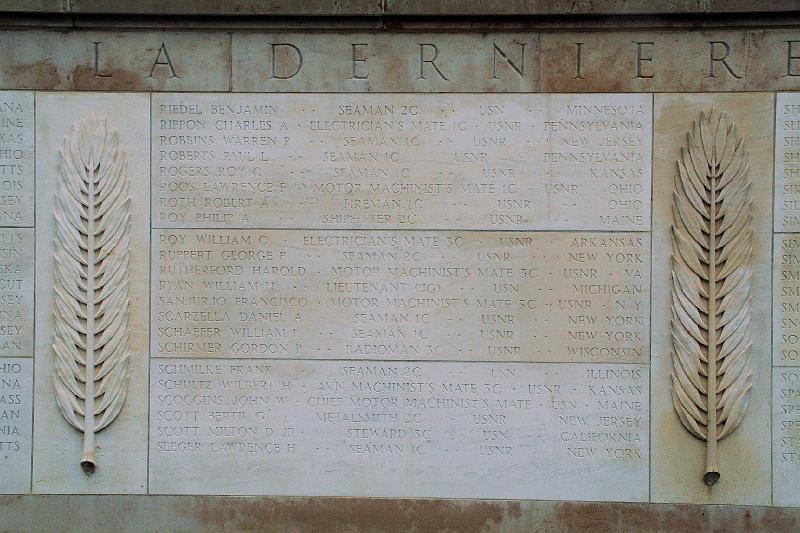 LA DERNIERE
RIEDEL BENJAMIN · · SEAMAN 2C · · USN · · MINNESOTA
RIPPON CHARLES A · ELECTRICIAN'S MATE 1C · USNR · PENNSYLVANIA
ROBBINS WARREN P · · SEAMAN 1C · · USNR · · NEW JERSEY
ROBERTS PAUL L · · SEAMAN 1C · · USNR · · PENNSYLVANIA
ROGERS ROY G · · SEAMAN 1C · · USNR · · KANSAS
ROOS LAWRENCE F · MOTOR MACHINIST'S MATE 1C · USNR · OHIO
ROTH ROBERT A · · FIREMAN 1C · · USNR · · OHIO
ROY PHILIP A · · SHIPFITTER 2C · · USNR · · MAINE
ROY WILLIAM C · ELECTRICIAN'S MATE 3C · USNR · ARKANSAS
RUPPERT GEORGE P · · SEAMAN 2C · · USNR · · NEW YORK
RUTHERFORD HAROLD · MOTOR MACHINIST'S MATE 3C · USNR · VA
RYAN WILLIAM H · · LIEUTENANT (JG) · · USN · · MICHIGAN
SANJURJO FRANCISCO · MOTOR MACHINIST'S MATE 3C · USNR · N Y
SCARZELLA DANIEL A · · SEAMAN 1C · · USNR · · NEW YORK
SCHAEFER WILLIAM L · · SEAMAN 1C · · USNR · · NEW YORK
SCHIRMER GORDON P · · RADIOMAN 3C · · USNR · · WISCONSIN
SCHMILKE FRANK · · SEAMAN 2C · · USN · · ILLINOIS
SCHULTZ WILBERT H · AVN MACHINIST'S MATE 3C · USNR · KANSAS
SCOGGINS JOHN W · CHIEF MOTOR MACHINIST'S MATE · USN · MAINE
SCOTT BERTIL G · · METALSMITH 2C · · USNR · · NEW JERSEY
SCOTT MILTON D JR · · STEWARD 3C · · USN · · CALIFORNIA
SEEGER LAWRENCE H · · SEAMAN 1C · · USNR · · NEW YORK